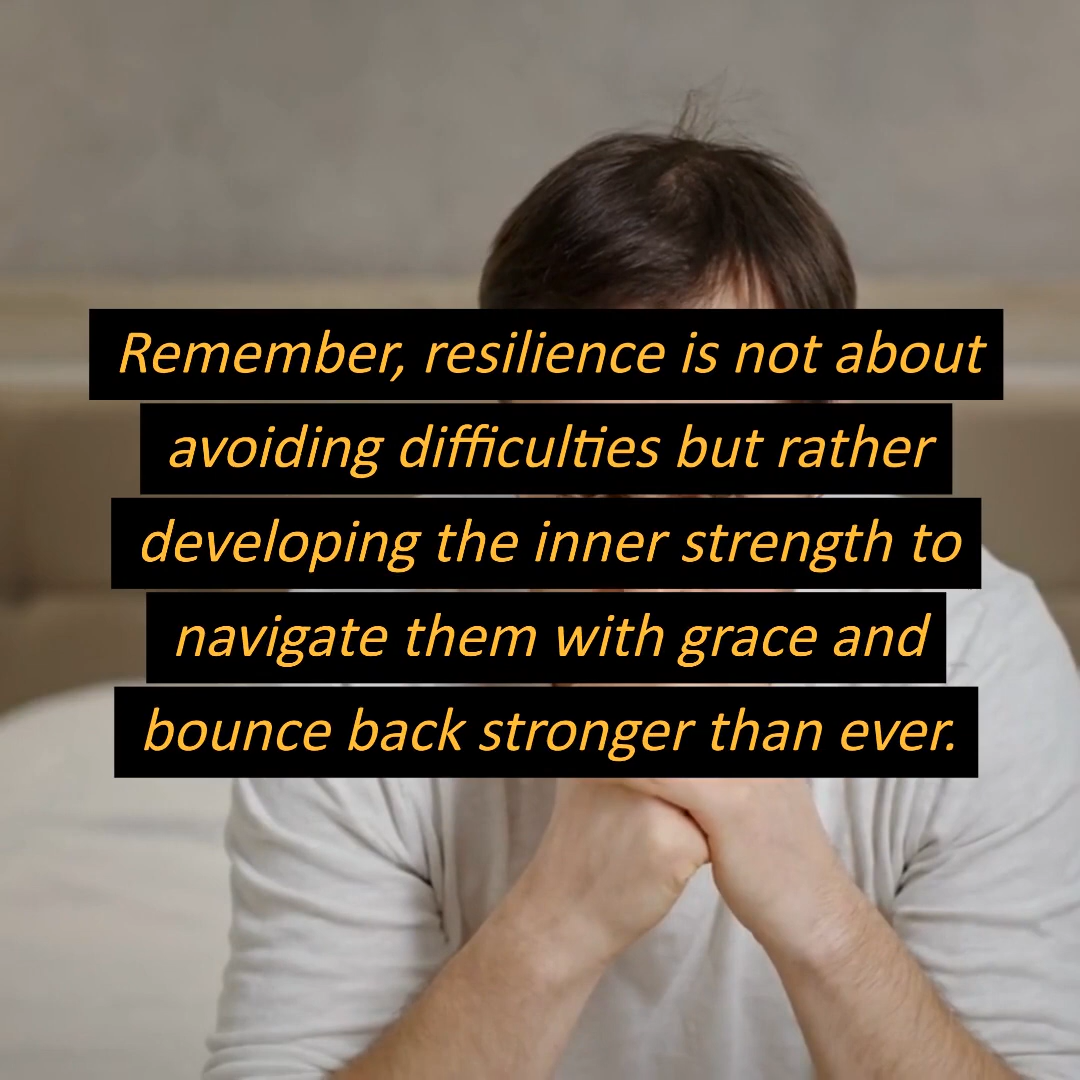 Remember, resilience is not about
avoiding difficulties but rather
developing the inner strength to
navigate them with grace and
bounce back stronger than ever.